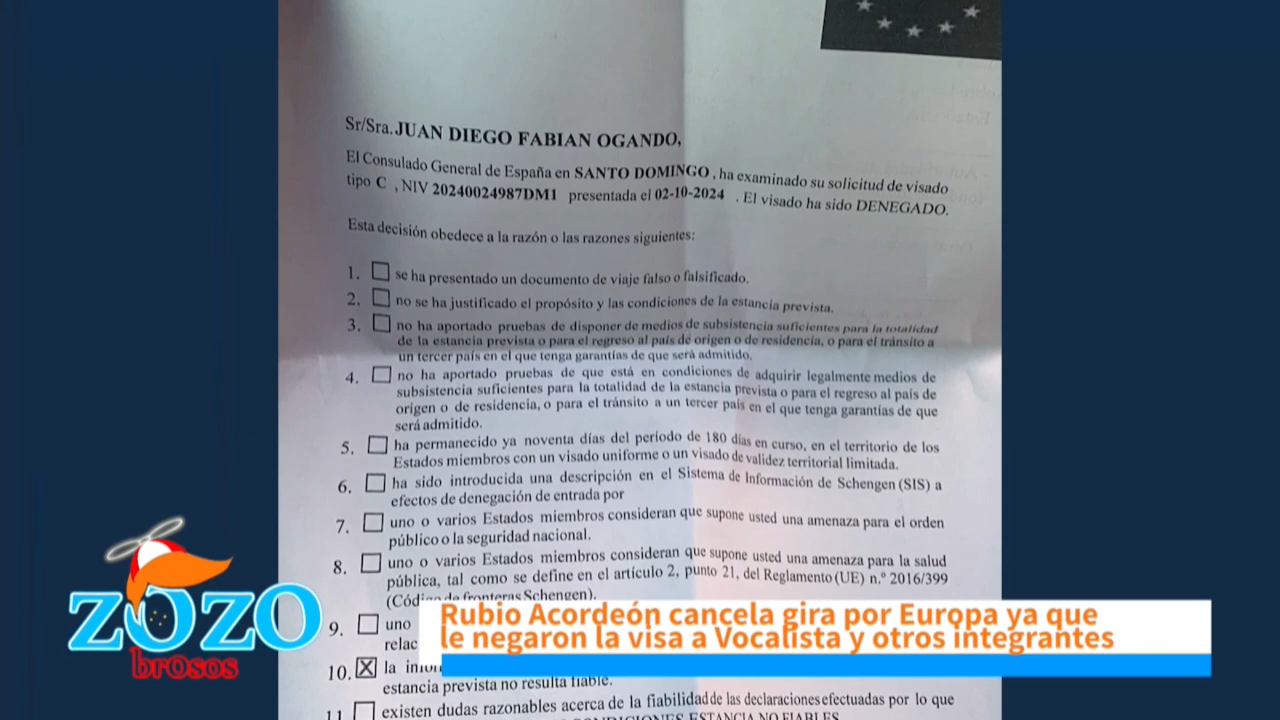 Sr/Sra. JUAN DIEGO FABIAN OGANDO,
El Consulado General de España en SANTO DOMINGO , ha examinado su solicitud de visado
tipo C , NIV 20240024987DM1 presentada el 02-10-2024 . El visado ha sido DENEGADO.
Esta decisión obedece a la razón o las razones siguientes:
1. se ha presentado un documento de viaje falso o falsificado.
2. no se ha justificado el propósito y las condiciones de la estancia prevista.
3. no ha aportado pruebas de disponer de medios de subsistencia suficientes para la totalidad
de la estancia prevista o para el regreso al país de origen o de residencia, o para el tránsito a
un tercer país en el que tenga garantías de que será admitido.
4. no ha aportado pruebas de que está en condiciones de adquirir legalmente medios de
subsistencia suficientes para la totalidad de la estancia prevista o para el regreso al país de
origen o de residencia, o para el tránsito a un tercer país en el que tenga garantías de que
será admitido.
5. ha permanecido ya noventa días del período de 180 días en curso, en el territorio de los
Estados miembros con un visado uniforme o un visado de validez territorial limitada.
6. ha sido introducida una descripción en el Sistema de Información de Schengen (SIS) a
efectos de denegación de entrada por
7. uno o varios Estados miembros consideran que supone usted una amenaza para el orden
público o la seguridad nacional.
8. uno o varios Estados miembros consideran que supone usted una amenaza para la salud
pública, tal como se define en el artículo 2, punto 21, del Reglamento (UE) n.º 2016/399
(Código de fronteras Schengen).
9. uno
relac
10. X la
estancia prevista no resulta fiable.
11. existen dudas razonables acerca de la fiabilidad de las declaraciones efectuadas por lo que
CONDICIONES ESTANCIA NO FIABLES
ZOZO
brosos
Rubio Acordeón cancela gira por Europa ya que
le negaron la visa a Vocalista y otros integrantes